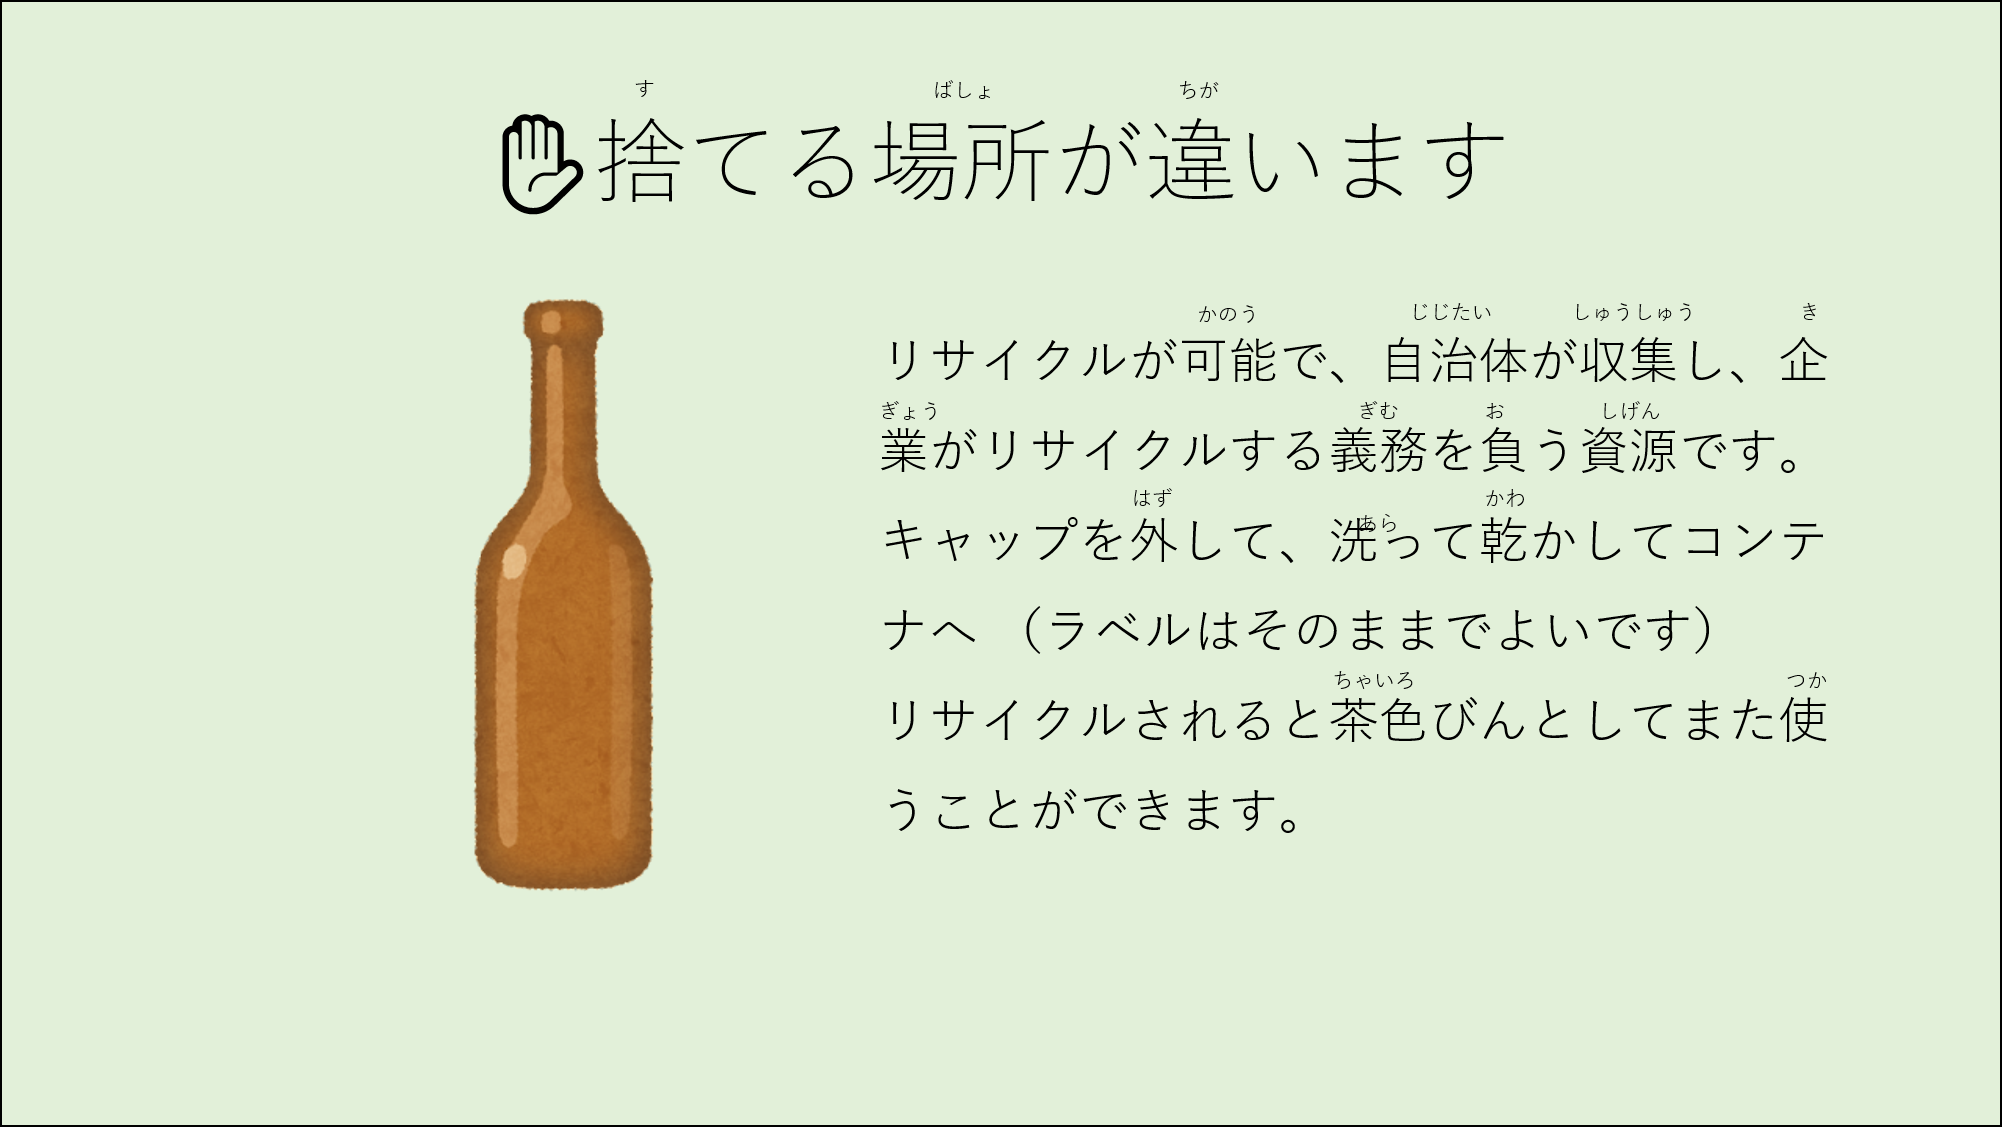 す ばしょ ちが
捨てる場所が違います
かのう じじたい しゅうしゅう き
リサイクルが可能で、自治体が収集し、企
ぎょう ぎむ お しげん
業がリサイクルする義務を負う資源です。
はず あら かわ
キャップを外して、洗って乾かしてコンテ
ナへ （ラベルはそのままでよいです）
ちゃいろ つか
リサイクルされると茶色びんとしてまた使
うことができます。